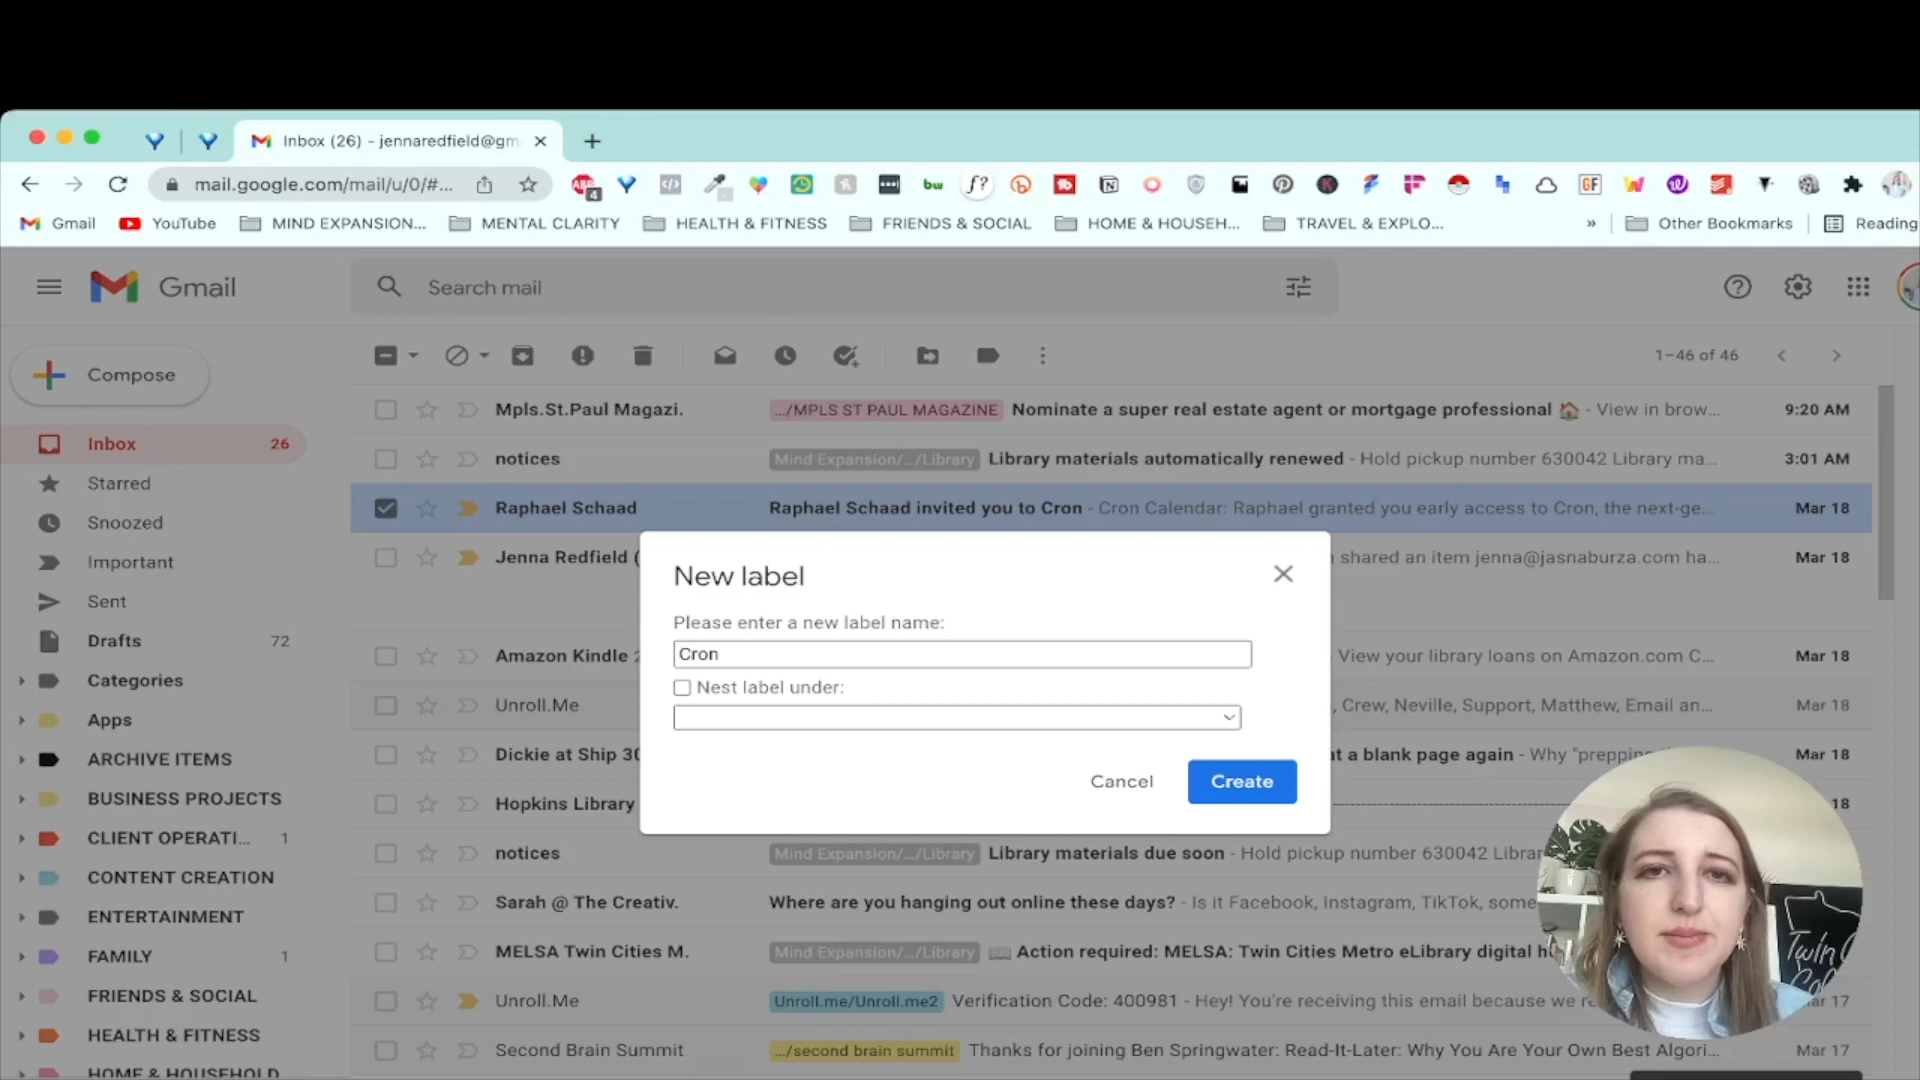 Inbox (26) - jennaredfield@gm
mail.google.com/mail/u/0/#...
4
bw
f?
GF
Gmail
YouTube
MIND EXPANSION...
MENTAL CLARITY
HEALTH & FITNESS
FRIENDS & SOCIAL
HOME & HOUSEH...
TRAVEL & EXPLO...
»
Other Bookmarks
Reading
Gmail
Search mail
Compose
1–46 of 46
Mpls.St.Paul Magazi. .../MPLS ST PAUL MAGAZINE Nominate a super real estate agent or mortgage professional 🏠 - View in brow... 9:20 AM
Inbox 26
notices Mind Expansion/.../Library Library materials automatically renewed - Hold pickup number 630042 Library ma... 3:01 AM
Starred
Raphael Schaad Raphael Schaad invited you to Cron - Cron Calendar: Raphael granted you early access to Cron, the next-ge... Mar 18
Snoozed
Jenna Redfield ( shared an item jenna@jasnaburza.com ha... Mar 18
Important
New label
Sent
Please enter a new label name:
Drafts 72
Cron
Amazon Kindle View your library loans on Amazon.com C... Mar 18
Nest label under:
Categories
Unroll.Me , Crew, Neville, Support, Matthew, Email an... Mar 18
Apps
Dickie at Ship 30 at a blank page again - Why "prepping Mar 18
ARCHIVE ITEMS
Cancel
Create
BUSINESS PROJECTS
Hopkins Library 18
CLIENT OPERATI... 1
notices Mind Expansion/.../Library Library materials due soon - Hold pickup number 630042 Librar
CONTENT CREATION
Sarah @ The Creativ. Where are you hanging out online these days? - Is it Facebook, Instagram, TikTok, some
ENTERTAINMENT
MELSA Twin Cities M. Mind Expansion/.../Library 📖 Action required: MELSA: Twin Cities Metro eLibrary digital h
FAMILY 1
Twin
Unroll.Me Unroll.me/Unroll.me2 Verification Code: 400981 - Hey! You're receiving this email because we r ar 17
FRIENDS & SOCIAL
HEALTH & FITNESS
Second Brain Summit .../second brain summit Thanks for joining Ben Springwater: Read-It-Later: Why You Are Your Own Best Algori... Mar 17
HOME & HOUSEHOLD